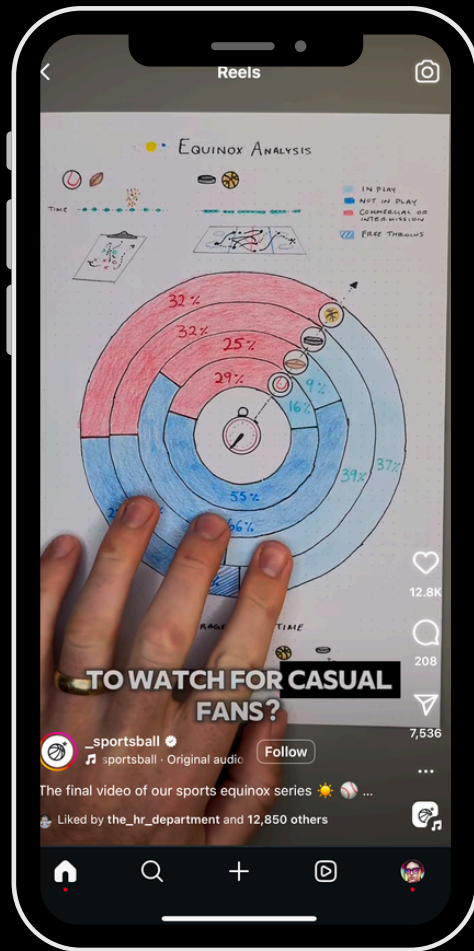 Reels
EQUINOX ANALYSIS
TIME
IN PLAY
NOT IN PLAY
COMMERCIAL OR
INTERMISSION
FREE THROWS
32%
32%
25%
29%
9%
16%
37%
39%
55%
66%
TIME
TO WATCH FOR CASUAL
FANS?
12.8K
208
7,536
_sportsball
sportsball · Original audio
Follow
The final video of our sports equinox series ☀️ ⚾ ...
Liked by the_hr_department and 12,850 others